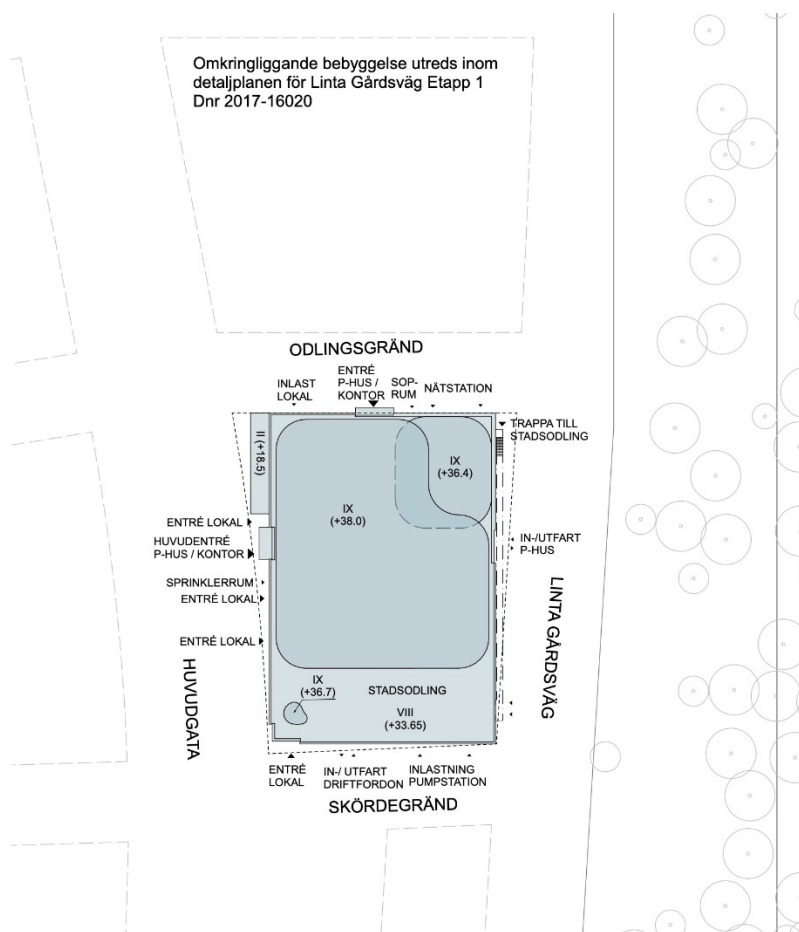 Omkringliggande bebyggelse utreds inom
detaljplanen för Linta Gårdsväg Etapp 1
Dnr 2017-16020
ODLINGSGRÄND
INLAST
LOKAL
ENTRÉ
P-HUS /
KONTOR
SOP-
RUM
NÄTSTATION
TRAPPA TILL
STADSODLING
II (+18.5)
IX
(+36.4)
IX
(+38.0)
ENTRÉ LOKAL
HUVUDENTRÉ
P-HUS / KONTOR
IN-/UTFART
P-HUS
SPRINKLERRUM
ENTRÉ LOKAL
ENTRÉ LOKAL
LINTA GÅRDSVÄG
HUVUDGATA
IX
(+36.7)
STADSODLING
VIII
(+33.65)
ENTRÉ
LOKAL
IN-/ UTFART
DRIFTFORDON
INLASTNING
PUMPSTATION
SKÖRDEGRÄND